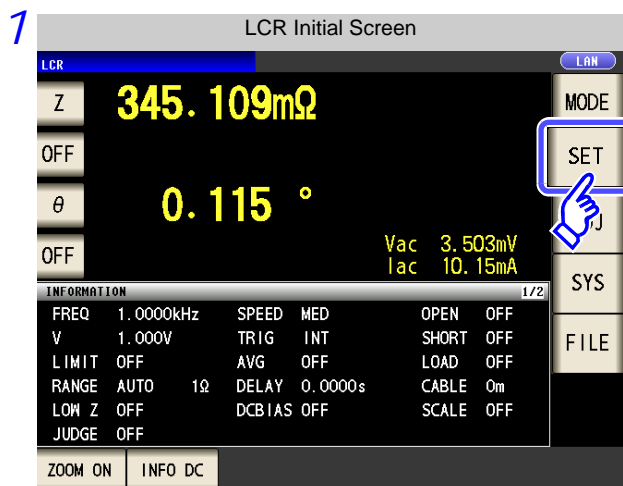 1
LCR Initial Screen
LCR
LAN
Z 345.109mΩ
MODE
OFF
SET
θ 0.115 °
OFF
Vac 3.503mV
Iac 10.15mA
SYS
INFORMATION 1/2
FREQ 1.0000kHz SPEED MED OPEN OFF
V 1.000V TRIG INT SHORT OFF
FILE
LIMIT OFF AVG OFF LOAD OFF
RANGE AUTO 1Ω DELAY 0.0000s CABLE 0m
LOW Z OFF DCBIAS OFF SCALE OFF
JUDGE OFF
ZOOM ON INFO DC